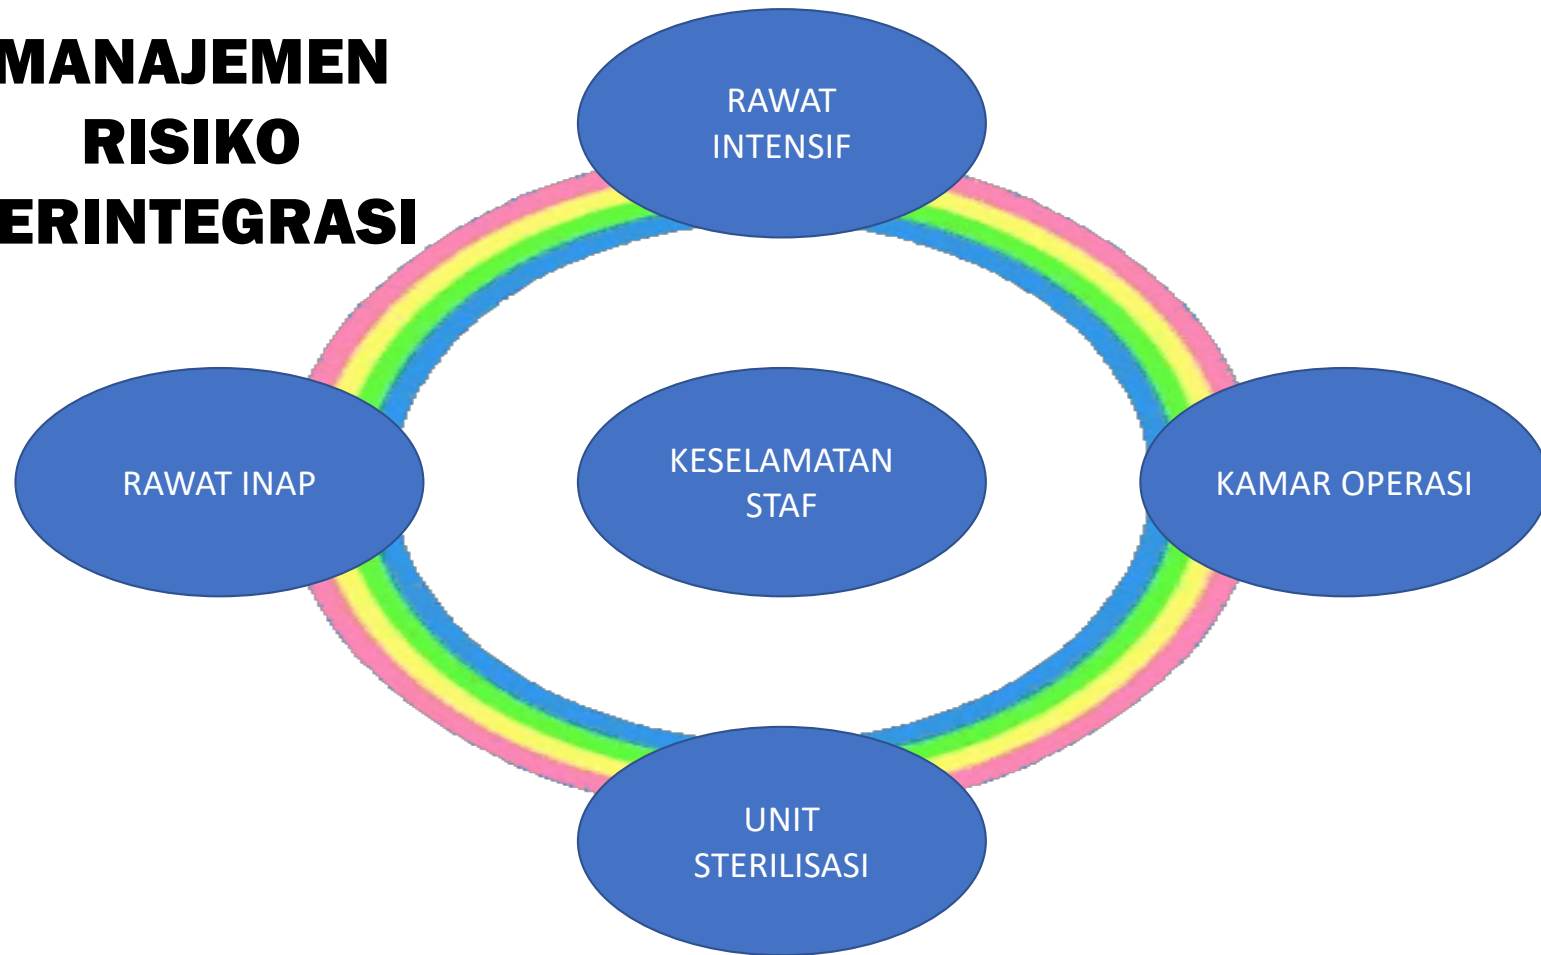 MANAJEMEN
RISIKO
ERINTEGRASI
RAWAT
INTENSIF
RAWAT INAP
KESELAMATAN
STAF
KAMAR OPERASI
UNIT
STERILISASI